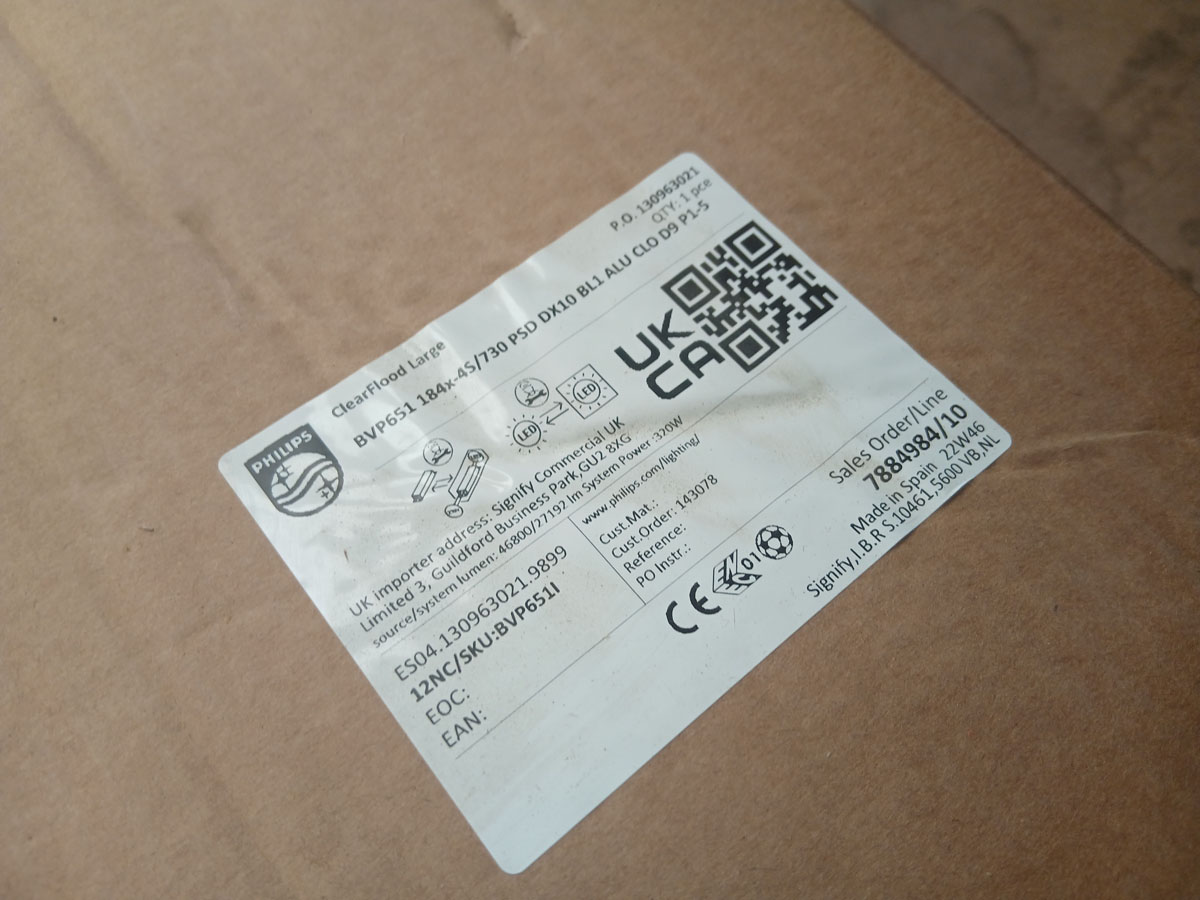 P.O. 130963021
QTY: 1 pce
ClearFlood Large
BVP651 184x-4S/730 PSD DX10 BL1 ALU CLO D9 P1-5
PHILIPS
LED
LED
UK
CA
UK importer address: Signify Commercial UK
Limited 3, Guildford Business Park,GU2 8XG
source/system lumen: 46800/27192 lm System Power :320W
ES04.130963021.9899
12NC/SKU:BVP651I
EOC:
EAN:
www.philips.com/lighting/
Cust.Mat.:
Cust.Order: 143078
Reference:
PO Instr.:
Sales Order/Line
7884984/10
Made in Spain 22W46
Signify,I.B.R S.10461,5600 VB,NL
CE
ENEC
01